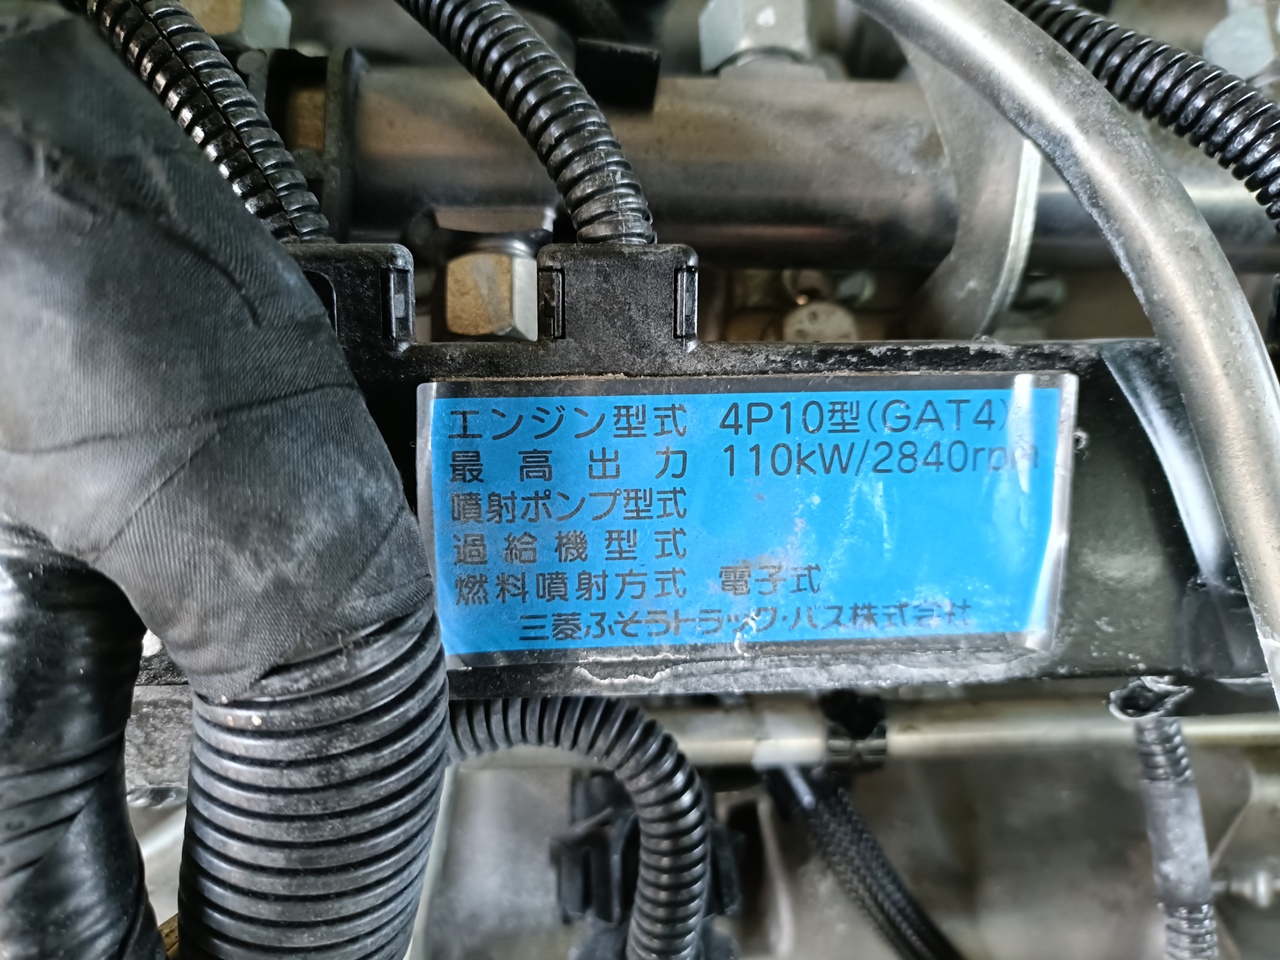 エンジン型式 4P10型(GAT4)
最高出力 110kW/2840rpm
噴射ポンプ型式
過給機型式
燃料噴射方式 電子式
三菱ふそうトラック・バス株式会社